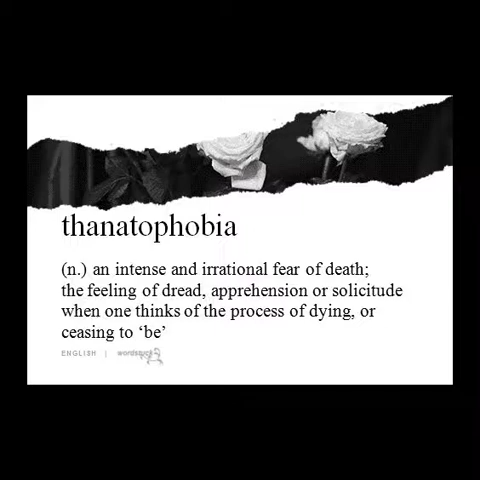 thanatophobia
(n.) an intense and irrational fear of death;
the feeling of dread, apprehension or solicitude
when one thinks of the process of dying, or
ceasing to ‘be’
ENGLISH | wordstuck